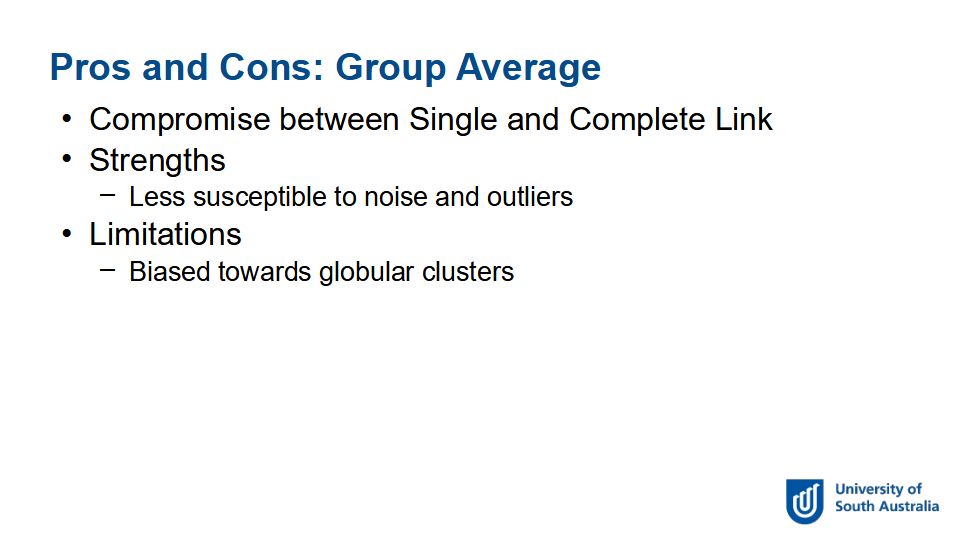 Pros and Cons: Group Average
• Compromise between Single and Complete Link
• Strengths
– Less susceptible to noise and outliers
• Limitations
– Biased towards globular clusters
University of
South Australia